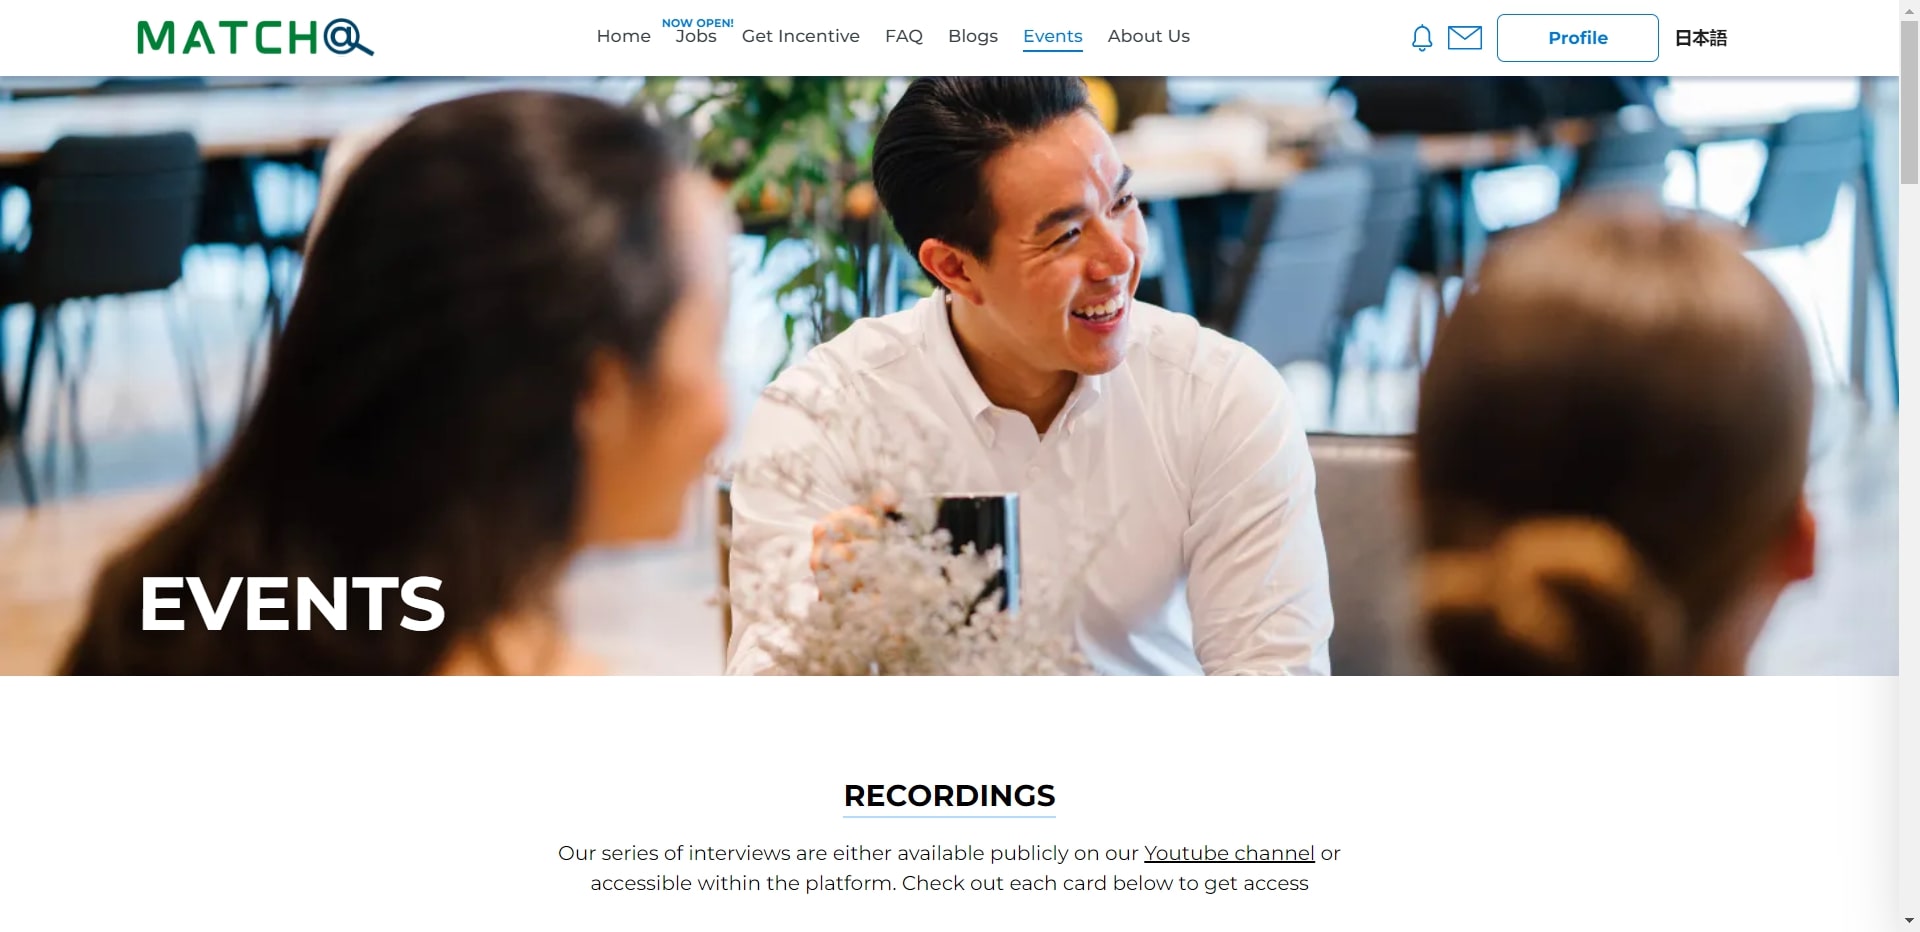 MATCH@
Home
NOW OPEN!
Jobs
Get Incentive
FAQ
Blogs
Events
About Us
Profile
日本語
EVENTS
RECORDINGS
Our series of interviews are either available publicly on our Youtube channel or
accessible within the platform. Check out each card below to get access